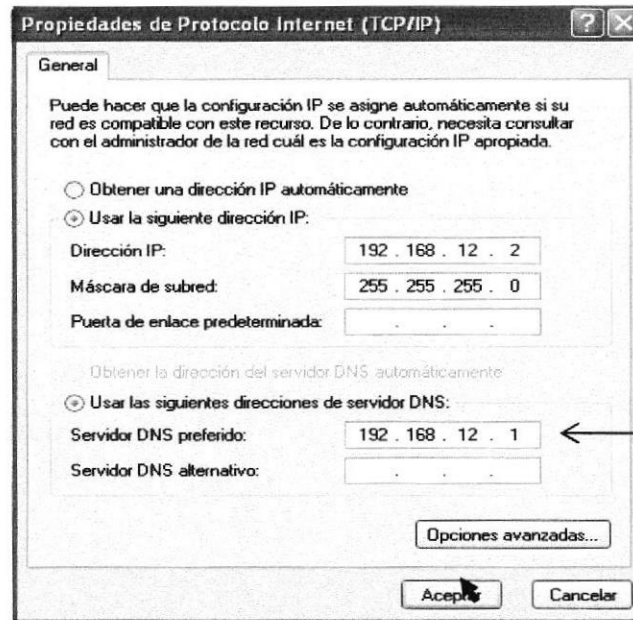 Propiedades de Protocolo Internet (TCP/IP)
General
Puede hacer que la configuración IP se asigne automáticamente si su
red es compatible con este recurso. De lo contrario, necesita consultar
con el administrador de la red cuál es la configuración IP apropiada.
Obtener una dirección IP automáticamente
Usar la siguiente dirección IP:
Dirección IP: 192 . 168 . 12 . 2
Máscara de subred: 255 . 255 . 255 . 0
Puerta de enlace predeterminada: . . .
Obtener la dirección del servidor DNS automáticamente
Usar las siguientes direcciones de servidor DNS:
Servidor DNS preferido: 192 . 168 . 12 . 1
Servidor DNS alternativo: . . .
Opciones avanzadas...
Aceptar Cancelar